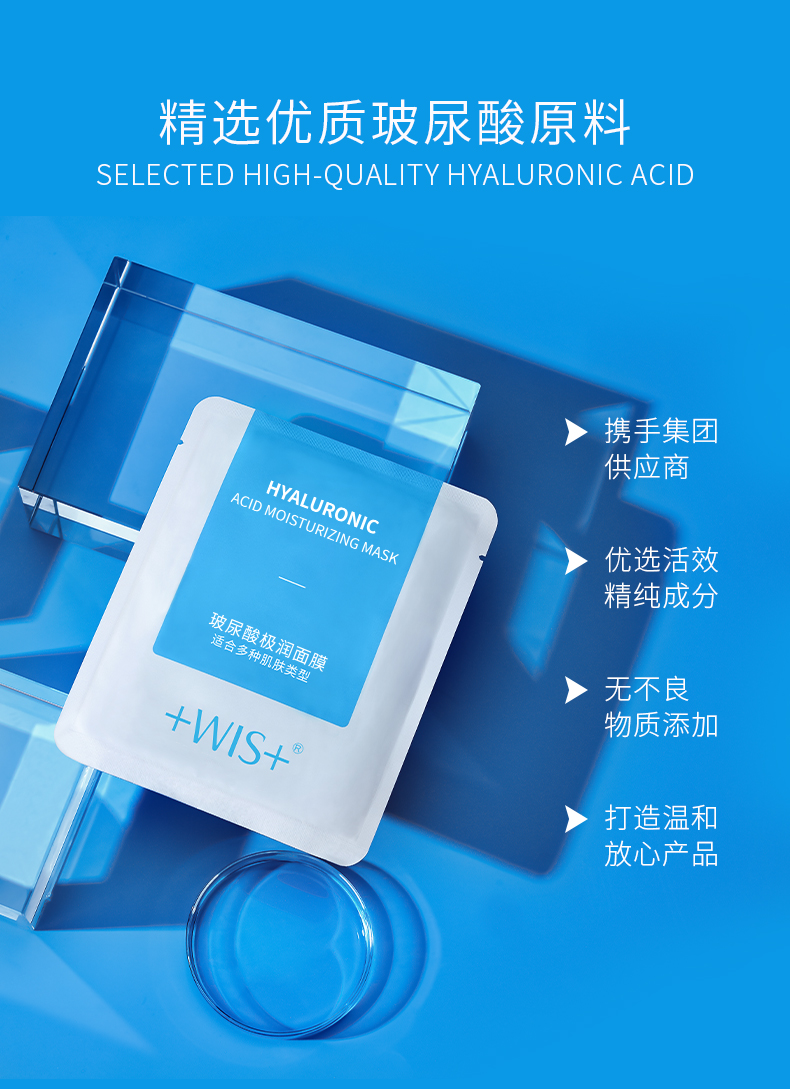 精选优质玻尿酸原料
SELECTED HIGH-QUALITY HYALURONIC ACID
HYALURONIC
ACID MOISTURIZING MASK
玻尿酸极润面膜
适合多种肌肤类型
+WIS+®
携手集团
供应商
优选活效
精纯成分
无不良
物质添加
打造温和
放心产品